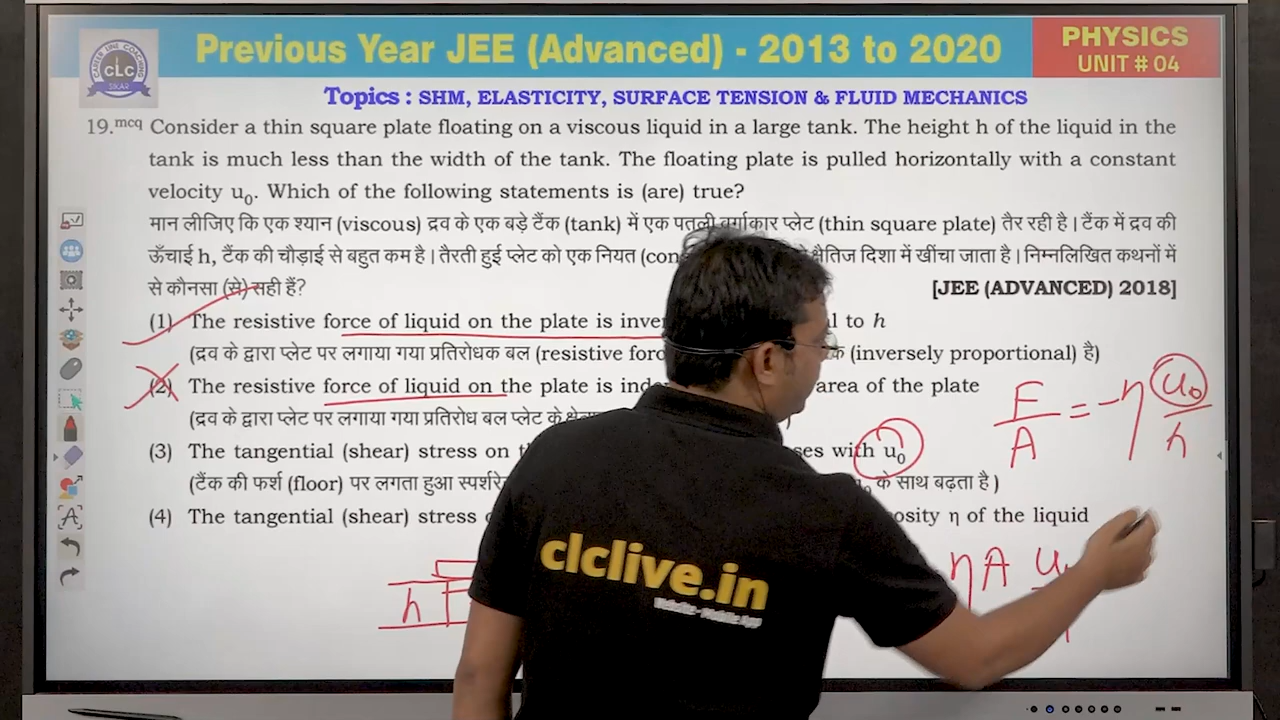 Previous Year JEE (Advanced) - 2013 to 2020
PHYSICS
UNIT # 04
CLC
SIKAR
Topics : SHM, ELASTICITY, SURFACE TENSION & FLUID MECHANICS
19.mcq Consider a thin square plate floating on a viscous liquid in a large tank. The height h of the liquid in the
tank is much less than the width of the tank. The floating plate is pulled horizontally with a constant
velocity u₀. Which of the following statements is (are) true?
मान लीजिए कि एक श्यान (viscous) द्रव के एक बड़े टैंक (tank) में एक पतली वर्गाकार प्लेट (thin square plate) तैर रही है। टैंक में द्रव की
ऊँचाई h, टैंक की चौड़ाई से बहुत कम है। तैरती हुई प्लेट को एक नियत (con क्षैतिज दिशा में खींचा जाता है। निम्नलिखित कथनों में
से कौनसा (से) सही हैं?
[JEE (ADVANCED) 2018]
(1) The resistive force of liquid on the plate is inver l to h
(द्रव के द्वारा प्लेट पर लगाया गया प्रतिरोधक बल (resistive forc (inversely proportional) है)
(2) The resistive force of liquid on the plate is ind area of the plate
(द्रव के द्वारा प्लेट पर लगाया गया प्रतिरोध बल प्लेट के
F/A = -η u₀/h
(3) The tangential (shear) stress on t ses with u₀
(टैंक की फर्श (floor) पर लगता हुआ के साथ बढ़ता है )
(4) The tangential (shear) stress osity η of the liquid
η A u
h
clclive.in